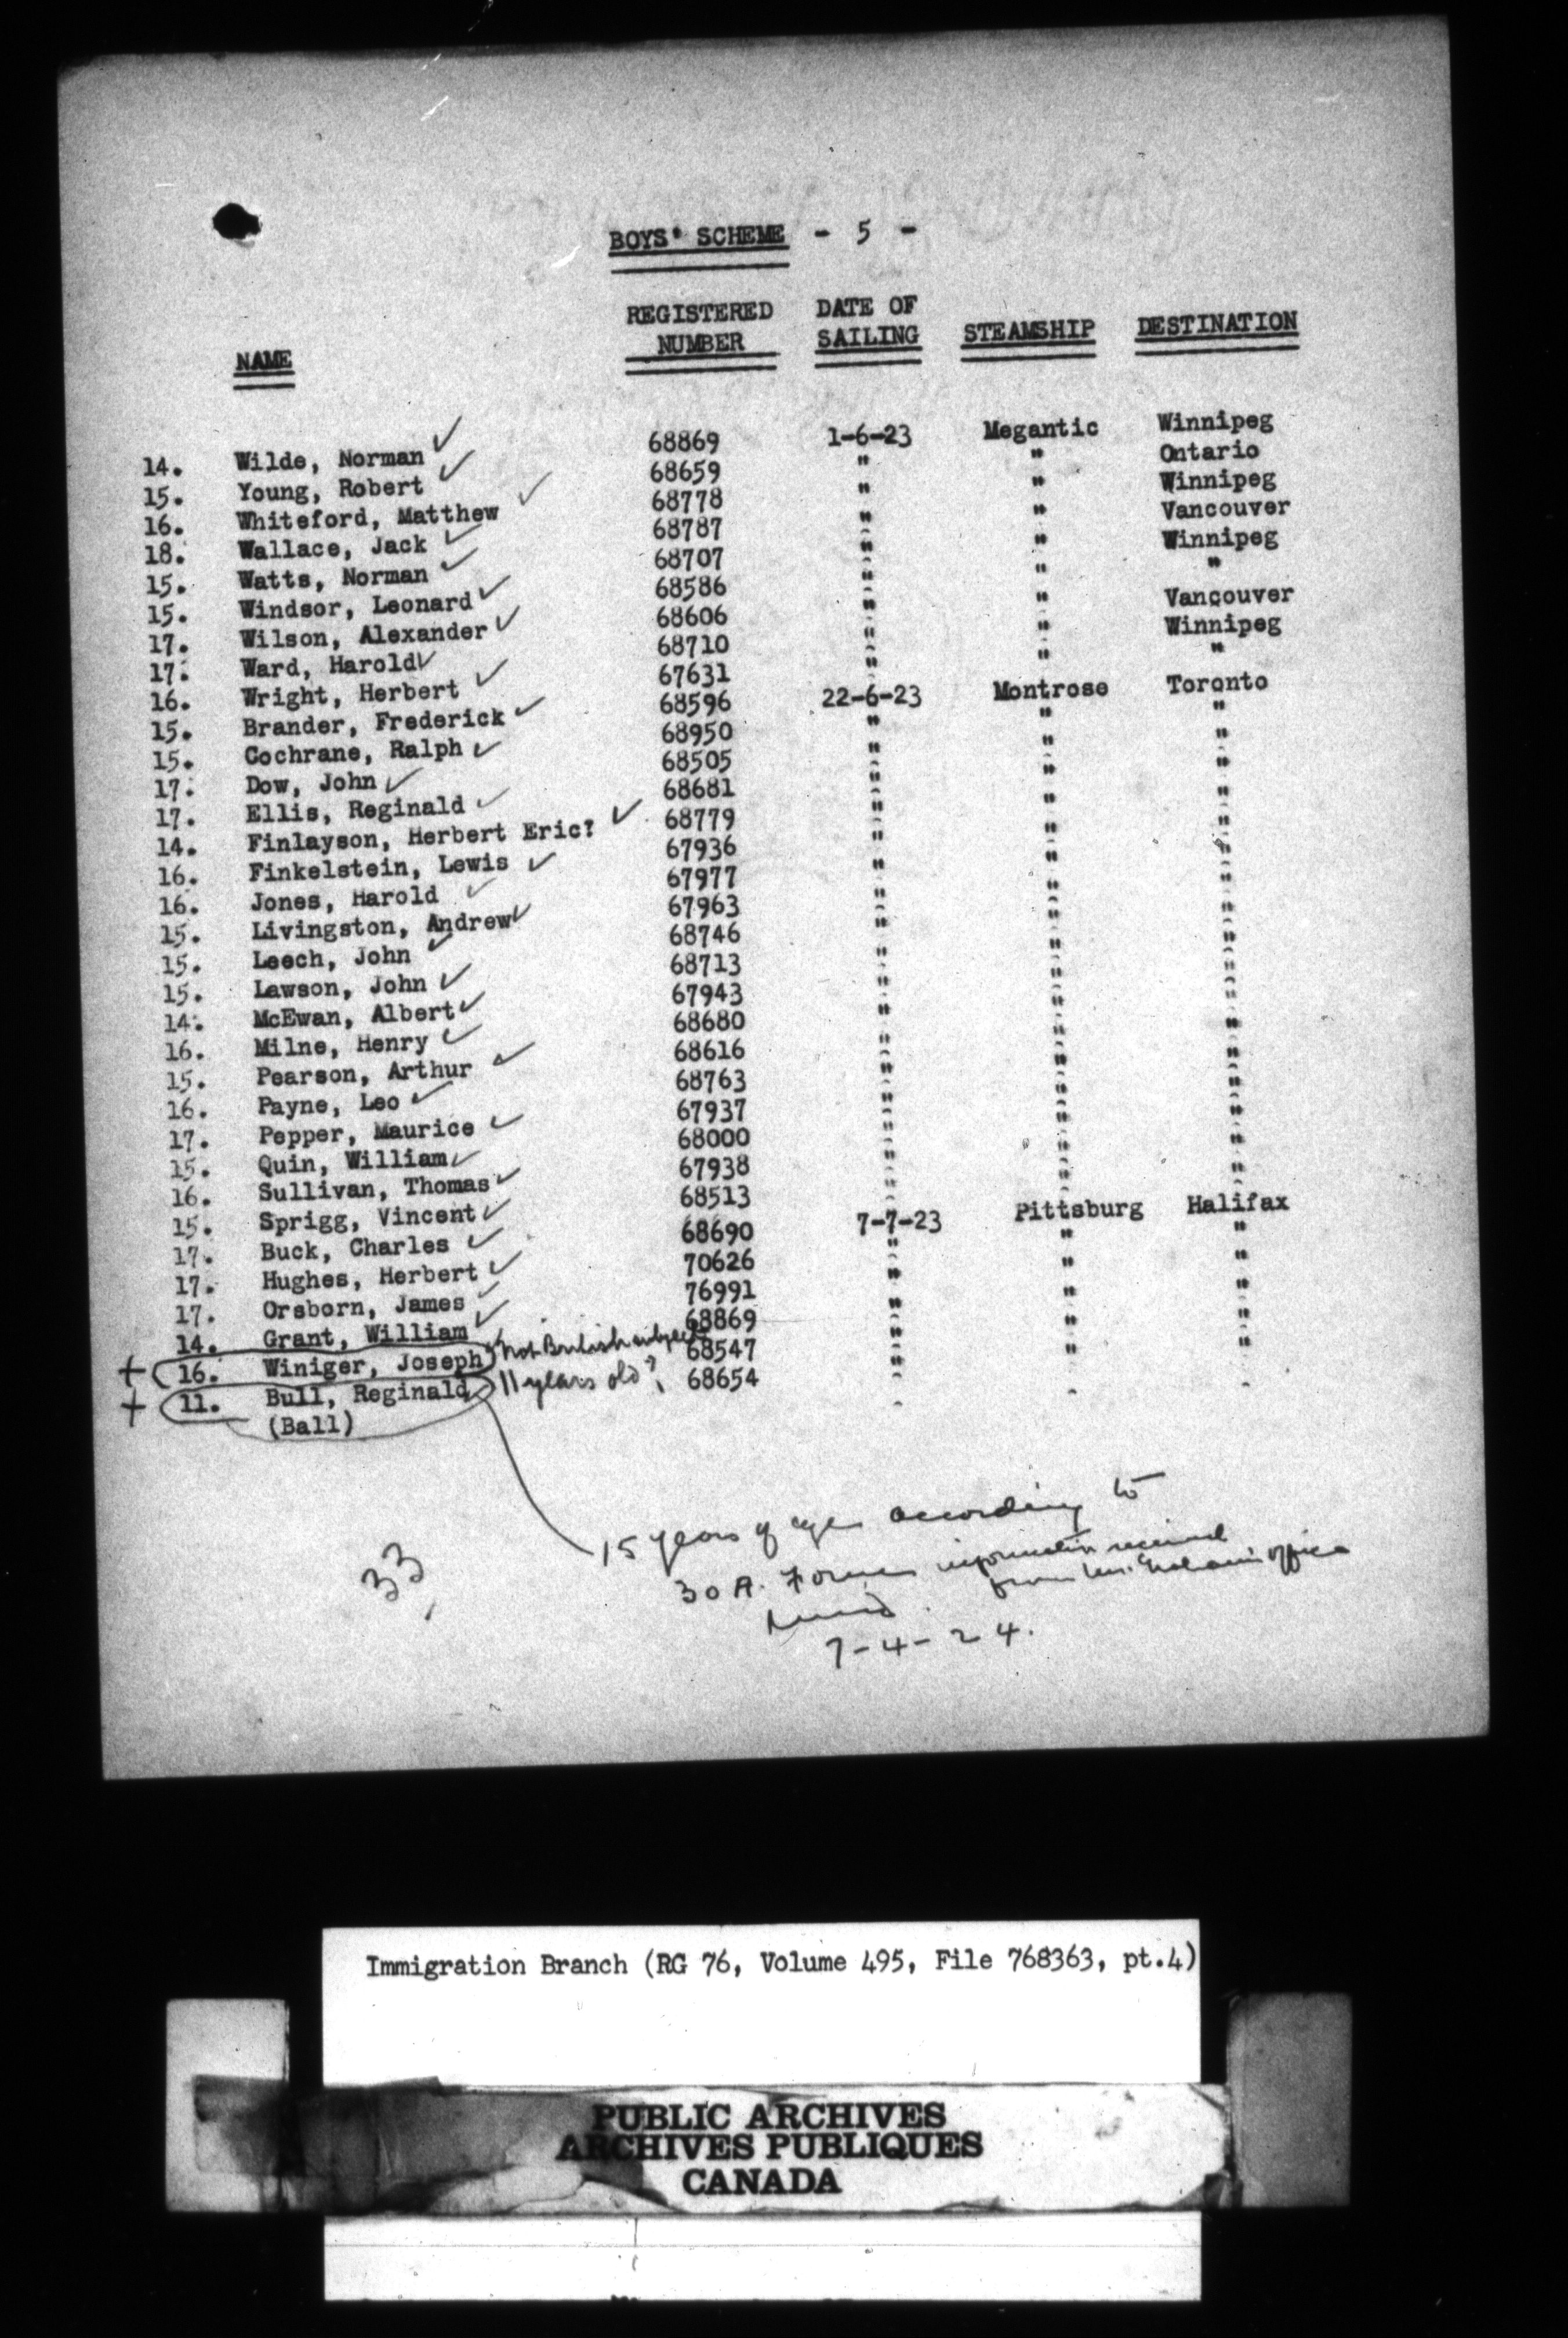 BOYS' SCHEME - 5 -
NAME REGISTERED NUMBER DATE OF SAILING STEAMSHIP DESTINATION
14. Wilde, Norman ✓ 68869 1-6-23 Megantic Winnipeg
15. Young, Robert ✓ 68659 " " Ontario
16. Whiteford, Matthew ✓ 68778 " " Winnipeg
18. Wallace, Jack ✓ 68787 " " Vancouver
15. Watts, Norman ✓ 68707 " " Winnipeg
15. Windsor, Leonard ✓ 68586 " " "
17. Wilson, Alexander ✓ 68606 " " Vancouver
17. Ward, Harold ✓ 68710 " " Winnipeg
16. Wright, Herbert ✓ 67631 " " "
15. Brander, Frederick ✓ 68596 22-6-23 Montrose Toronto
15. Cochrane, Ralph ✓ 68950 " " "
17. Dow, John ✓ 68505 " " "
17. Ellis, Reginald ✓ 68681 " " "
14. Finlayson, Herbert Eric? ✓ 68779 " " "
16. Finkelstein, Lewis ✓ 67936 " " "
16. Jones, Harold ✓ 67977 " " "
15. Livingston, Andrew ✓ 67963 " " "
15. Leech, John ✓ 68746 " " "
15. Lawson, John ✓ 68713 " " "
14. McEwan, Albert ✓ 67943 " " "
16. Milne, Henry ✓ 68680 " " "
15. Pearson, Arthur ✓ 68616 " " "
16. Payne, Leo ✓ 68763 " " "
17. Pepper, Maurice ✓ 67937 " " "
15. Quin, William ✓ 68000 " " "
16. Sullivan, Thomas ✓ 67938 " " "
15. Sprigg, Vincent ✓ 68513 " " "
17. Buck, Charles ✓ 68690 7-7-23 Pittsburg Halifax
17. Hughes, Herbert ✓ 70626 " " "
17. Orsborn, James ✓ 76991 " " "
14. Grant, William ✓ 68869 " " "
+ 16. Winiger, Joseph Not British subject 68547 " " "
+ 11. Bull, Reginald 11 years old? 68654 " " "
(Ball)
15 years of age according to
30 A. Form information received
from Mr. office
7-4-24.
33
Immigration Branch (RG 76, Volume 495, File 768363, pt.4)
PUBLIC ARCHIVES
ARCHIVES PUBLIQUES
CANADA